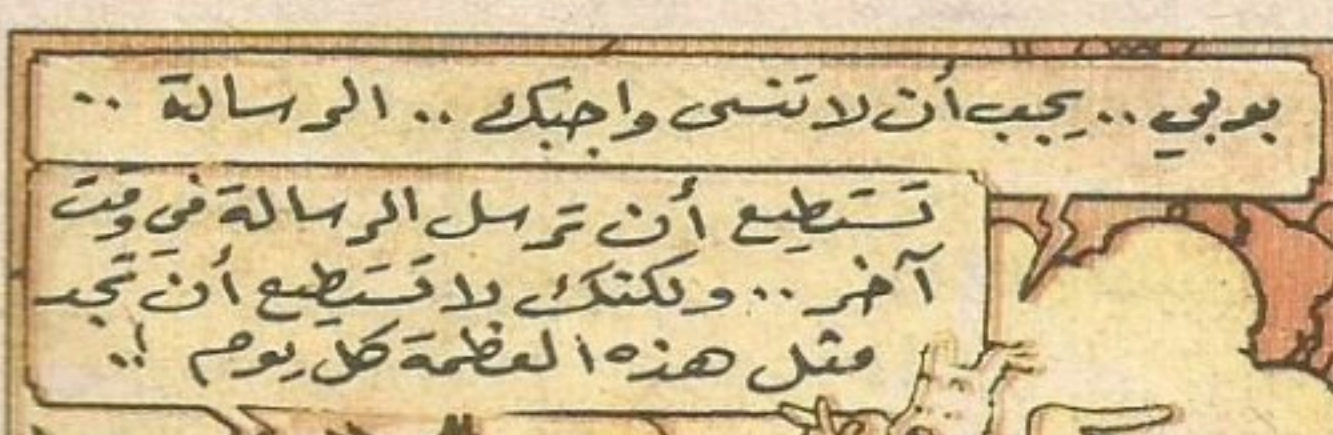 بوبي .. يجب أن لا تنسى واجبك .. الرسالة ..
تستطيع أن ترسل الرسالة في وقت
آخر .. ولكنك لا تستطيع أن تجد
مثل هذه العظمة كل يوم !..